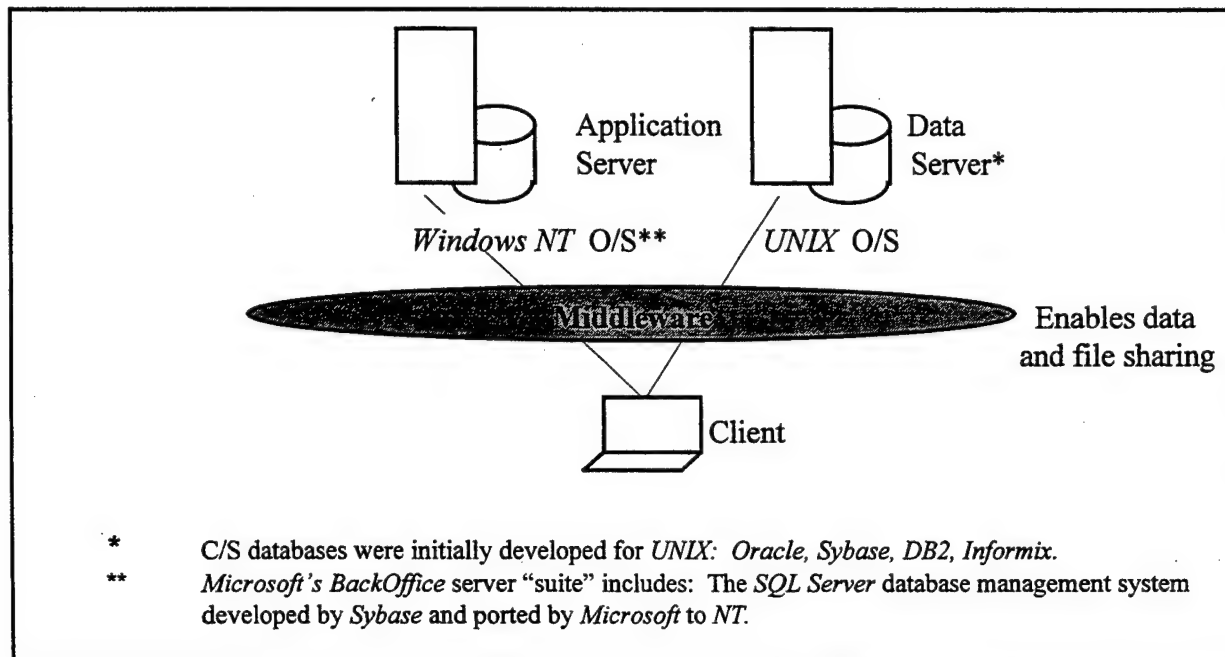 Application
Server
Data
Server*
Windows NT O/S**
UNIX O/S
Middleware
Enables data
and file sharing
Client
* C/S databases were initially developed for UNIX: Oracle, Sybase, DB2, Informix.
** Microsoft's BackOffice server “suite” includes: The SQL Server database management system
developed by Sybase and ported by Microsoft to NT.